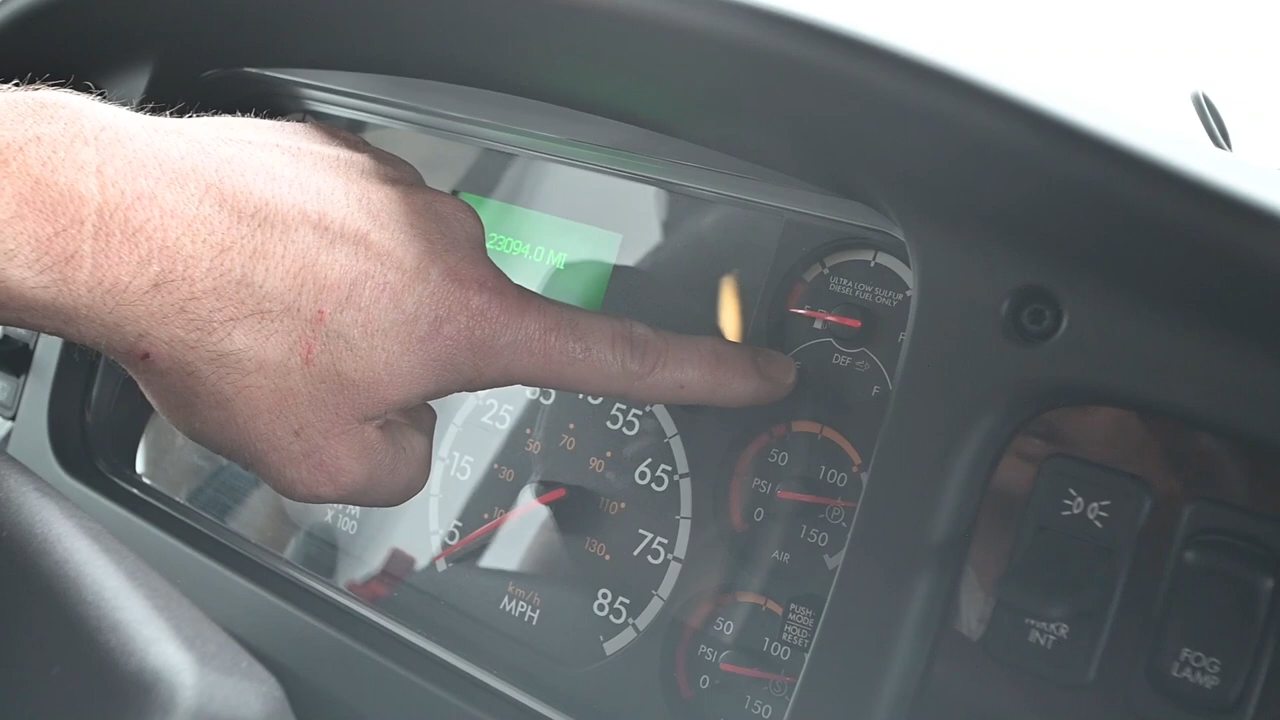 23094.0 MI
ULTRA LOW SULFUR
DIESEL FUEL ONLY
F
DEF
F
25
55
15
65
5
75
85
30
50
70
90
10
110
130
km/h
MPH
X 100
50
100
PSI
0
P
150
AIR
PUSH-
MODE
HOLD-
RESET
50
100
PSI
0
S
150
INT
FOG
LAMP